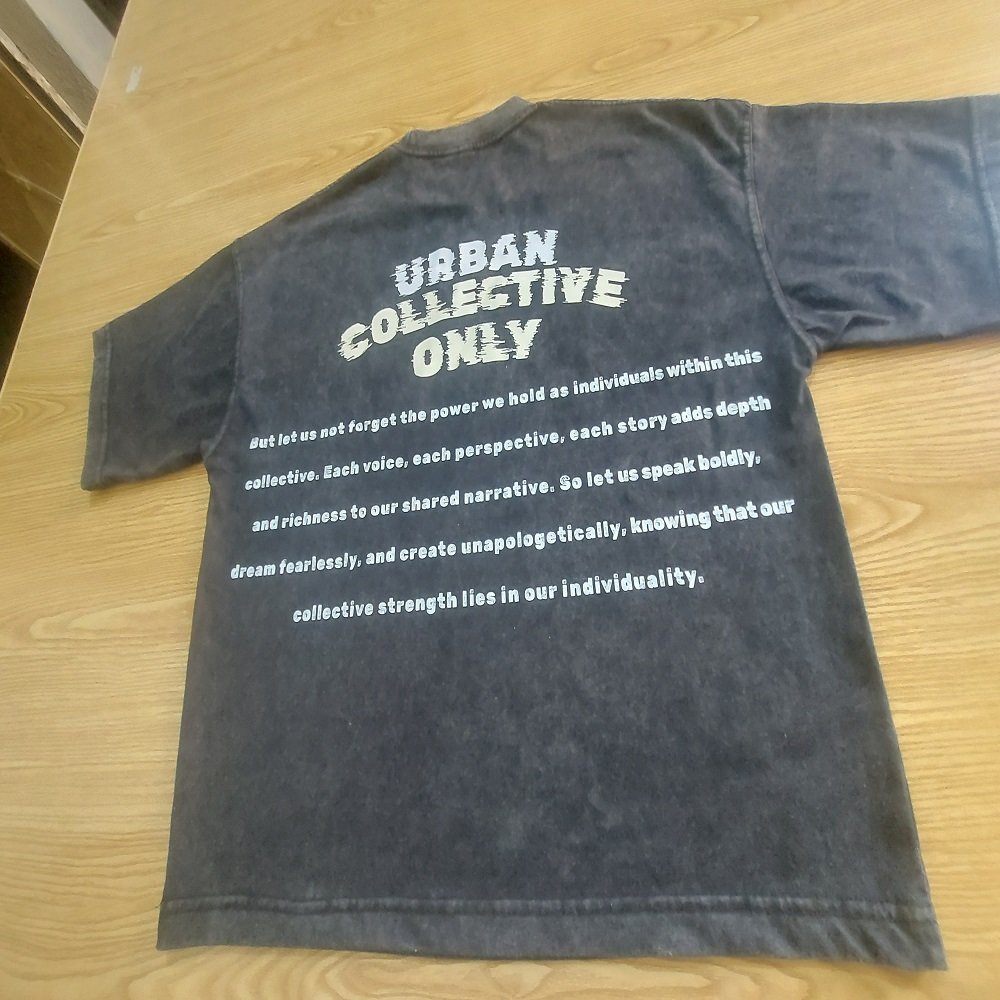 URBAN
COLLECTIVE
ONLY
But let us not forget the power we hold as individuals within this
collective. Each voice, each perspective, each story adds depth
and richness to our shared narrative. So let us speak boldly,
dream fearlessly, and create unapologetically, knowing that our
collective strength lies in our individuality.